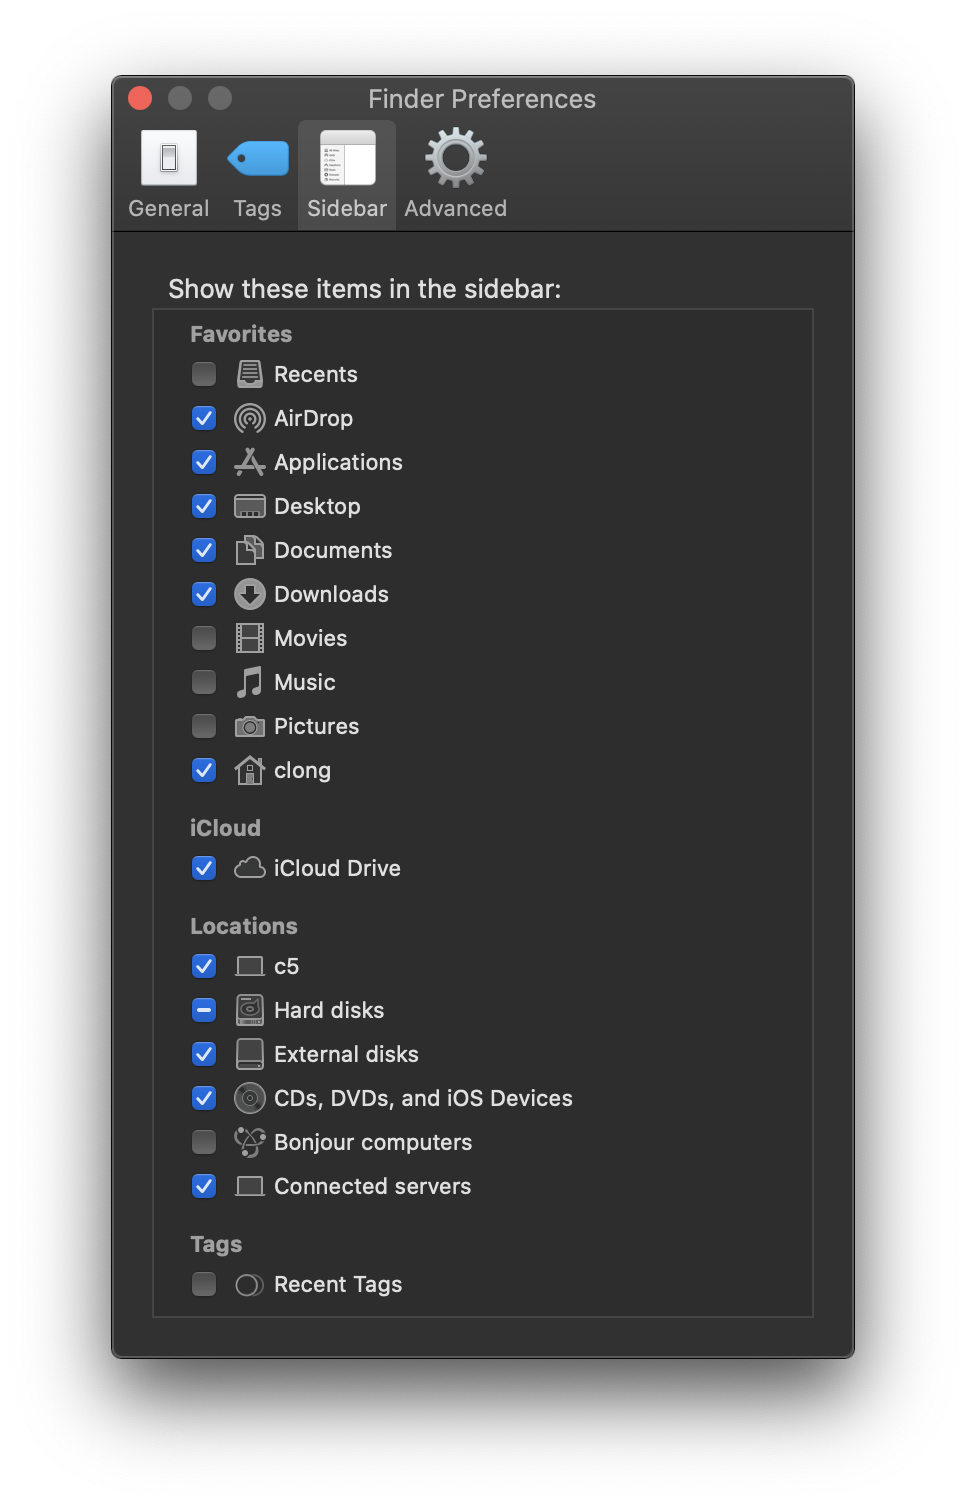 Finder Preferences
General Tags Sidebar Advanced
Show these items in the sidebar:
Favorites
Recents
AirDrop
Applications
Desktop
Documents
Downloads
Movies
Music
Pictures
clong
iCloud
iCloud Drive
Locations
c5
Hard disks
External disks
CDs, DVDs, and iOS Devices
Bonjour computers
Connected servers
Tags
Recent Tags